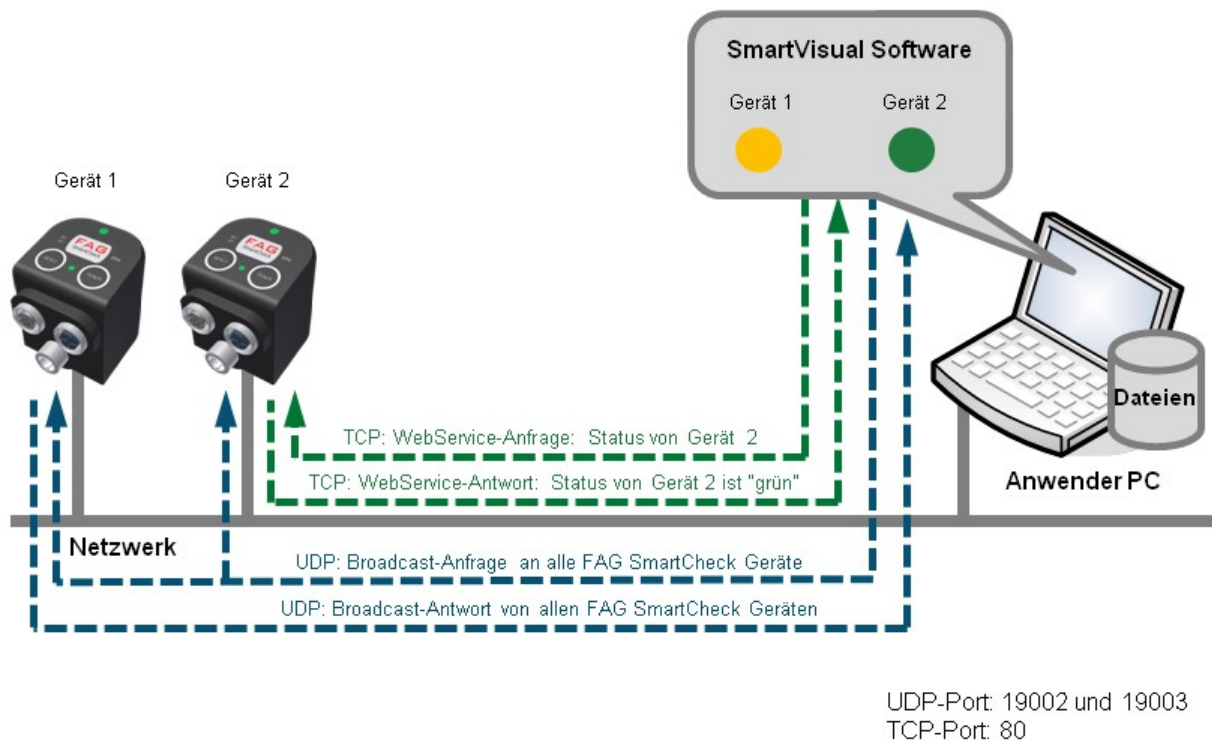 SmartVisual Software
Gerät 1
Gerät 2
Gerät 1
Gerät 2
FAG
SmartCheck
FAG
SmartCheck
Dateien
TCP: WebService-Anfrage: Status von Gerät 2
TCP: WebService-Antwort: Status von Gerät 2 ist "grün"
Anwender PC
Netzwerk
UDP: Broadcast-Anfrage an alle FAG SmartCheck Geräte
UDP: Broadcast-Antwort von allen FAG SmartCheck Geräten
UDP-Port: 19002 und 19003
TCP-Port: 80